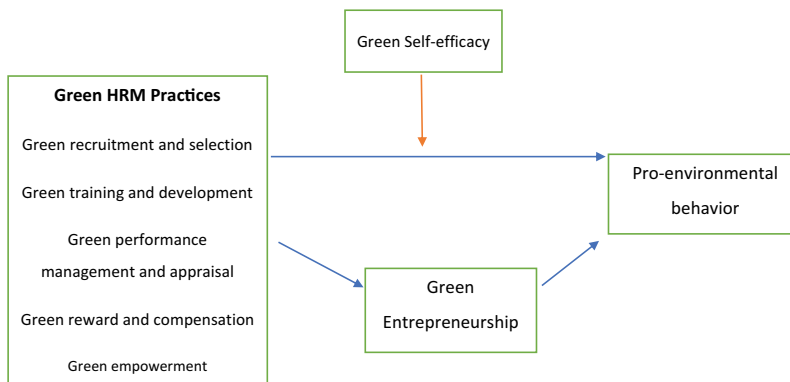 Green Self-efficacy
Green HRM Practices
Green recruitment and selection
Green training and development
Green performance
management and appraisal
Green reward and compensation
Green empowerment
Pro-environmental
behavior
Green
Entrepreneurship